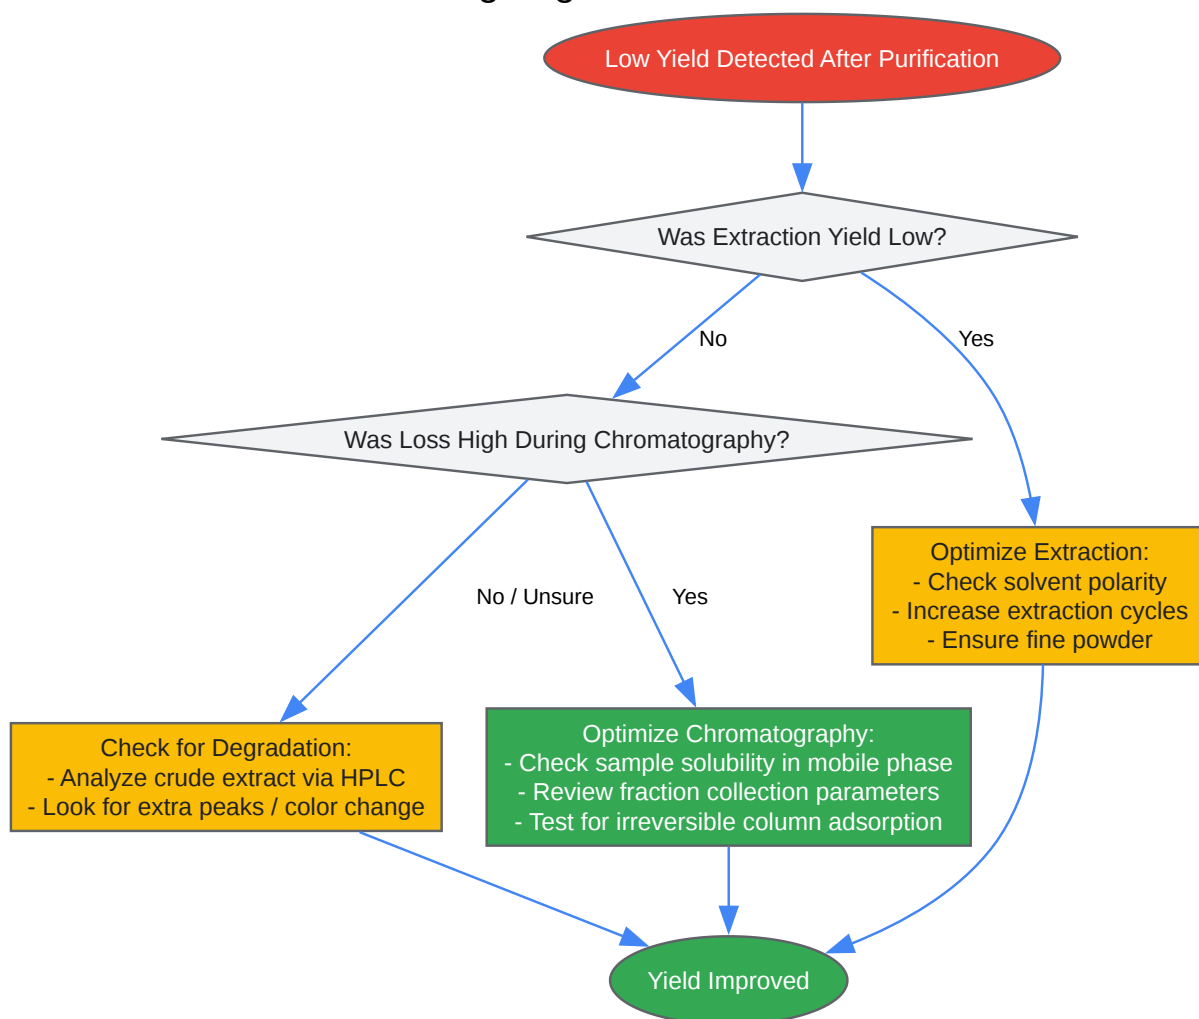 Low Yield Detected After Purification
Was Extraction Yield Low?
No
Yes
Was Loss High During Chromatography?
No / Unsure
Yes
Optimize Extraction:
- Check solvent polarity
- Increase extraction cycles
- Ensure fine powder
Check for Degradation:
- Analyze crude extract via HPLC
- Look for extra peaks / color change
Optimize Chromatography:
- Check sample solubility in mobile phase
- Review fraction collection parameters
- Test for irreversible column adsorption
Yield Improved